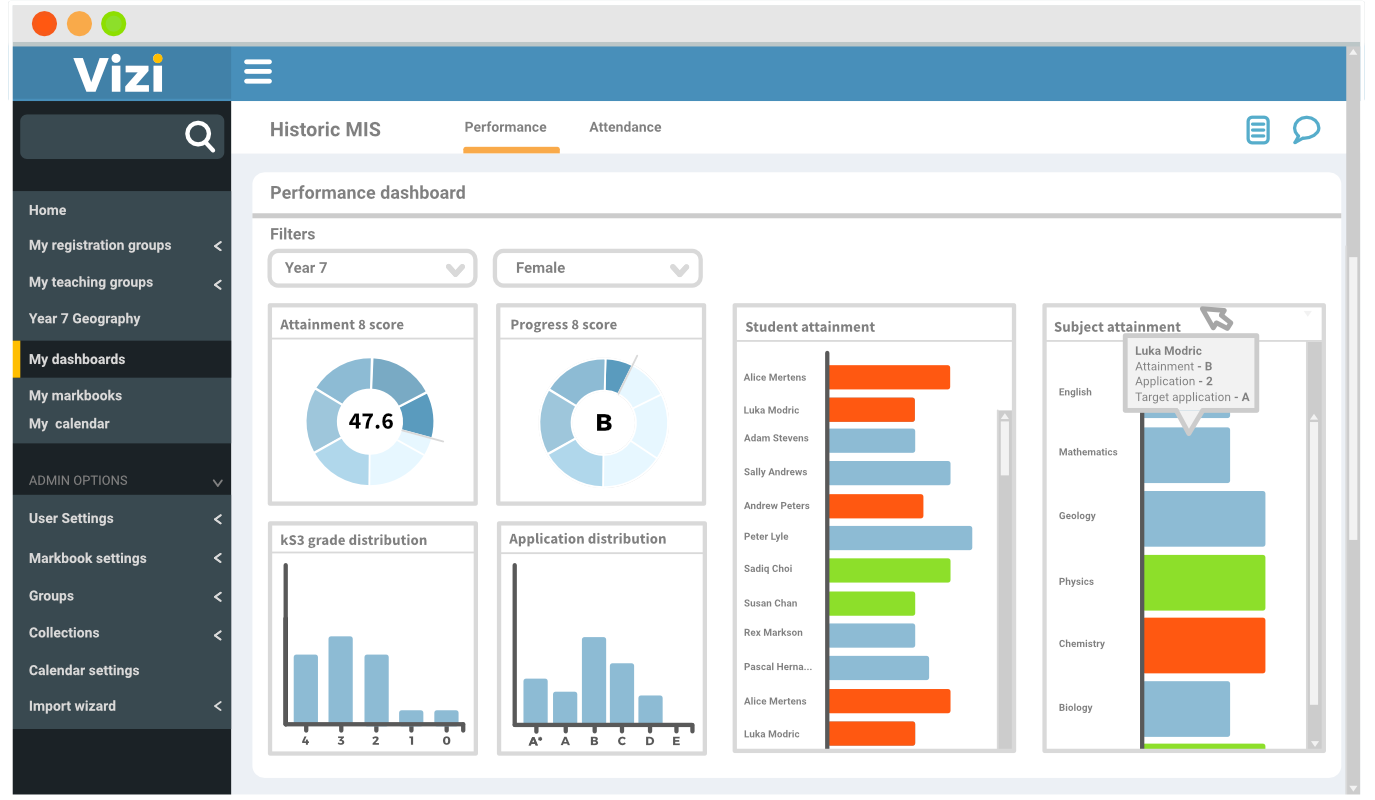 Vizi
Historic MIS
Performance
Attendance
Home
My registration groups
My teaching groups
Year 7 Geography
My dashboards
My markbooks
My calendar
ADMIN OPTIONS
User Settings
Markbook settings
Groups
Collections
Calendar settings
Import wizard
Performance dashboard
Filters
Year 7
Female
Attainment 8 score
47.6
Progress 8 score
B
kS3 grade distribution
4 3 2 1 0
Application distribution
A* A B C D E
Student attainment
Alice Mertens
Luka Modric
Adam Stevens
Sally Andrews
Andrew Peters
Peter Lyle
Sadiq Choi
Susan Chan
Rex Markson
Pascal Herna...
Alice Mertens
Luka Modric
Subject attainment
Luka Modric
Attainment - B
Application - 2
Target application - A
English
Mathematics
Geology
Physics
Chemistry
Biology